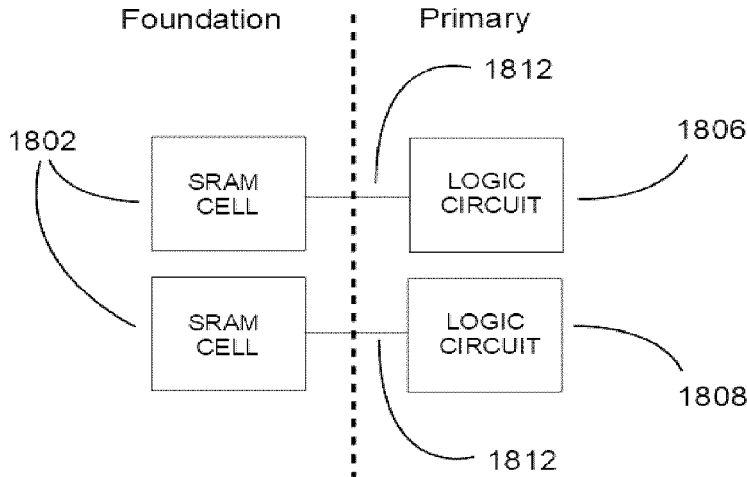 Foundation
Primary
1812
1802
1806
SRAM
CELL
LOGIC
CIRCUIT
SRAM
CELL
LOGIC
CIRCUIT
1808
1812